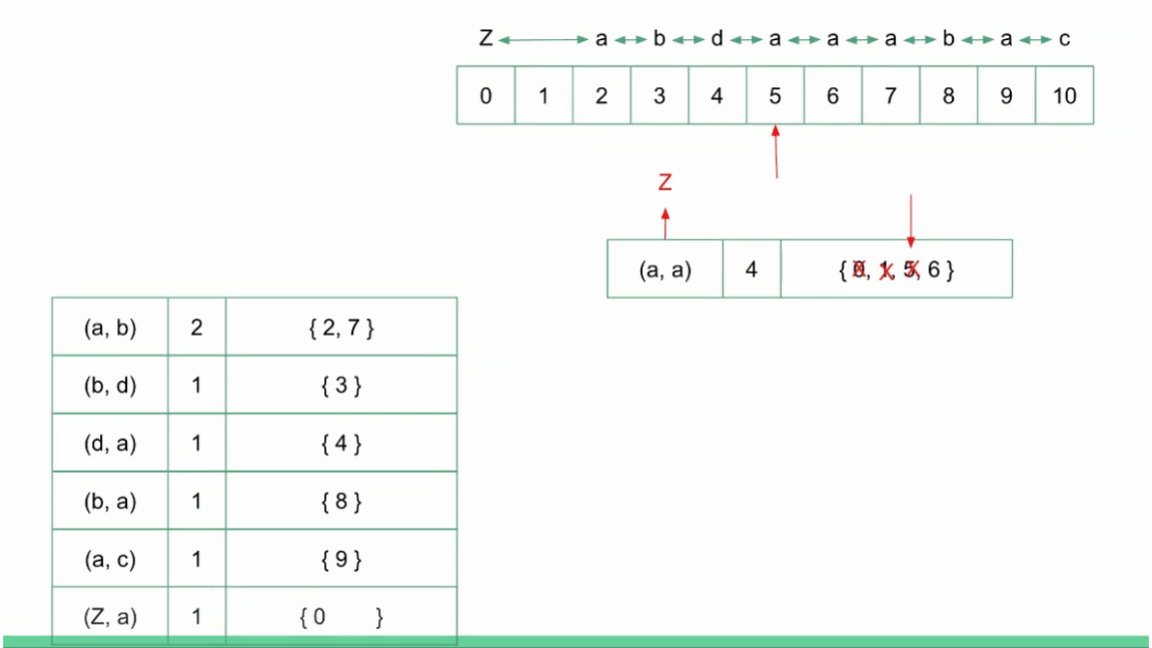 Z a b d a a a b a c
0 1 2 3 4 5 6 7 8 9 10
Z
(a, a) 4 { 0, 1, 5, 6 }
(a, b) 2 { 2, 7 }
(b, d) 1 { 3 }
(d, a) 1 { 4 }
(b, a) 1 { 8 }
(a, c) 1 { 9 }
(Z, a) 1 { 0 }